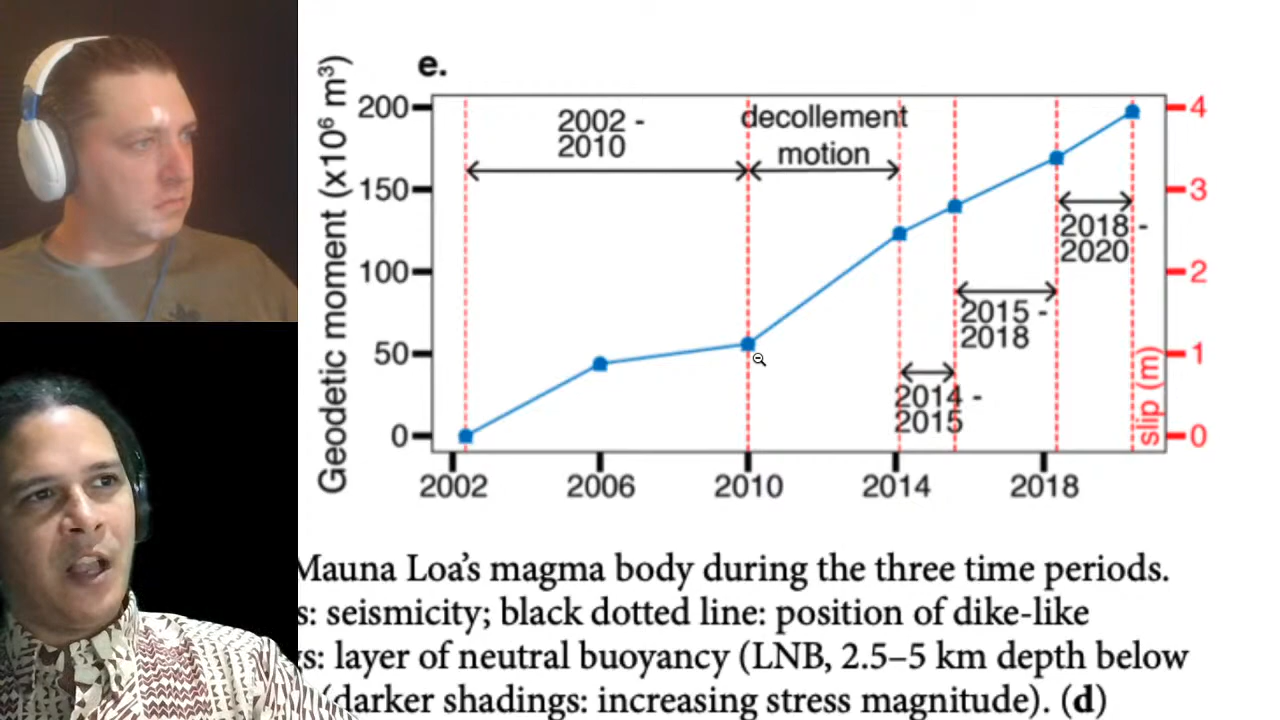 e.
Geodetic moment (x10⁶ m³)
200
150
100
50
0
2002 -
2010
decollement
motion
2014 -
2015
2015 -
2018
2018 -
2020
4
3
2
1
0
slip (m)
2002
2006
2010
2014
2018
Mauna Loa's magma body during the three time periods.
s: seismicity; black dotted line: position of dike-like
rs: layer of neutral buoyancy (LNB, 2.5–5 km depth below
(darker shadings: increasing stress magnitude). (d)